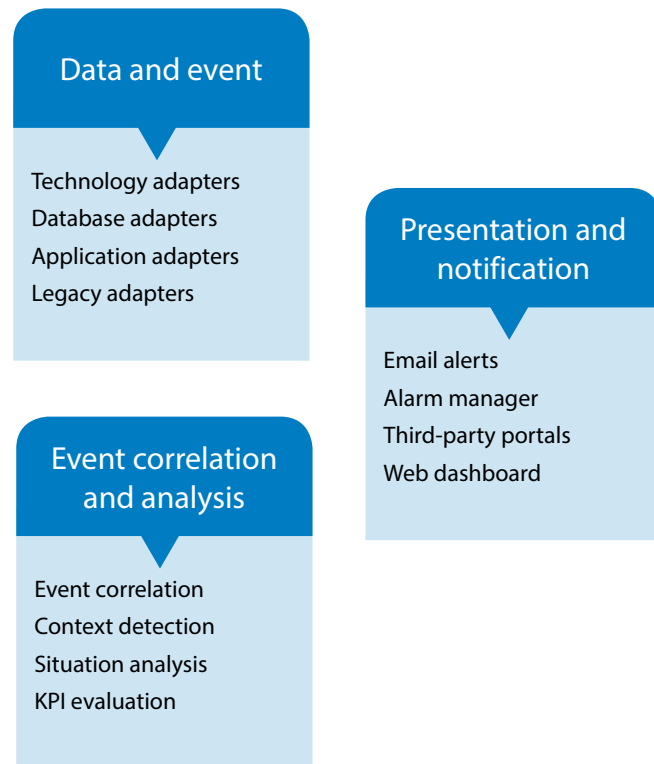 Data and event
Technology adapters
Database adapters
Application adapters
Legacy adapters
Presentation and
notification
Email alerts
Alarm manager
Third-party portals
Web dashboard
Event correlation
and analysis
Event correlation
Context detection
Situation analysis
KPI evaluation